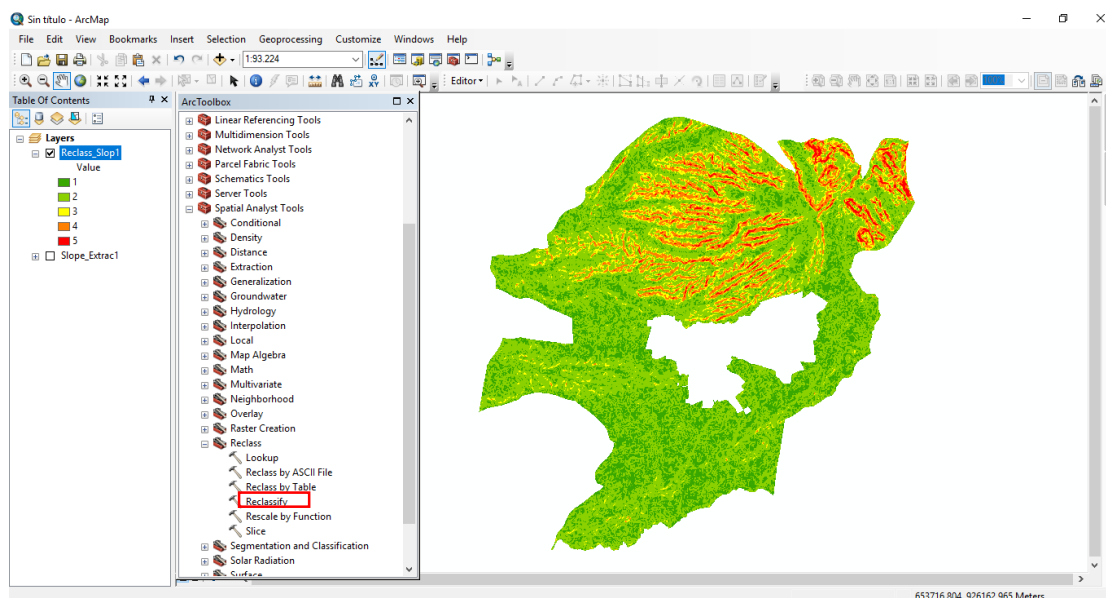 Sin título - ArcMap
File Edit View Bookmarks Insert Selection Geoprocessing Customize Windows Help
1:93.224
Editor
Table Of Contents
Layers
Reclass_Slop1
Value
1
2
3
4
5
Slope_Extrac1
ArcToolbox
Linear Referencing Tools
Multidimension Tools
Network Analyst Tools
Parcel Fabric Tools
Schematics Tools
Server Tools
Spatial Analyst Tools
Conditional
Density
Distance
Extraction
Generalization
Groundwater
Hydrology
Interpolation
Local
Map Algebra
Math
Multivariate
Neighborhood
Overlay
Raster Creation
Reclass
Lookup
Reclass by ASCII File
Reclass by Table
Reclassify
Rescale by Function
Slice
Segmentation and Classification
Solar Radiation
Surface
653716,804 926162,965 Meters